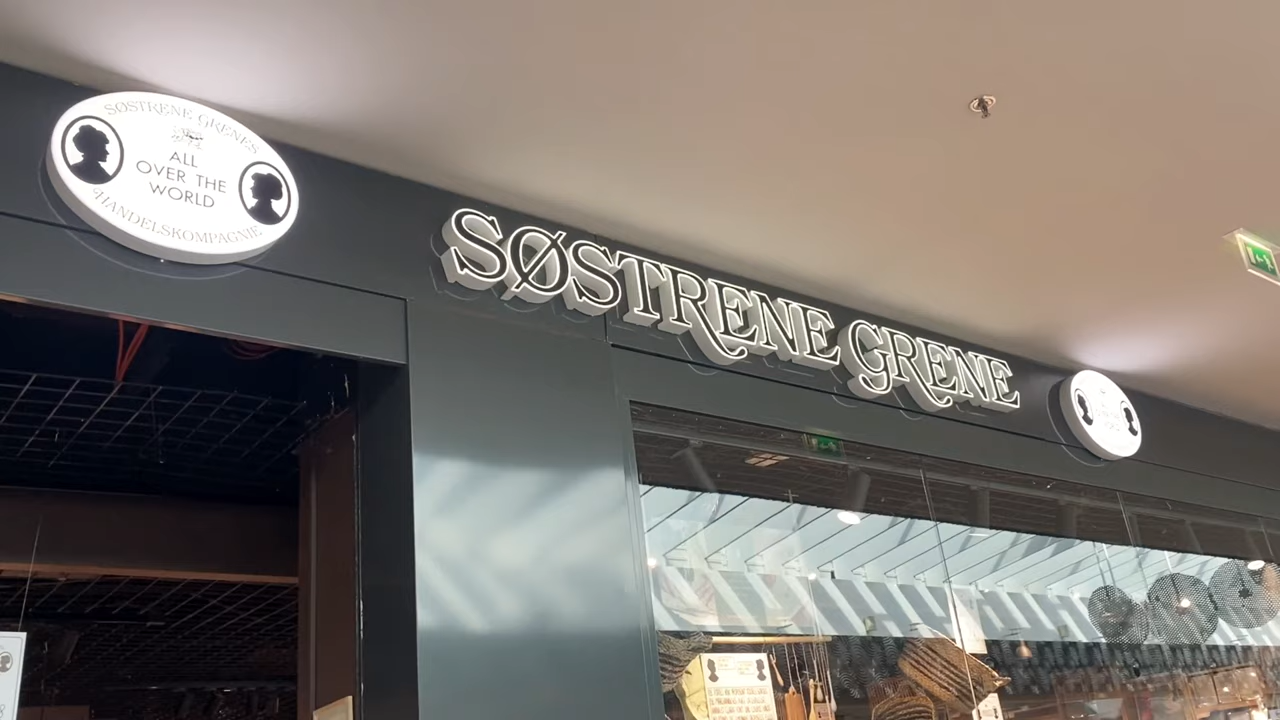 SØSTRENE GRENES
ALL
OVER THE
WORLD
HANDELSKOMPAGNIE
SØSTRENE GRENE